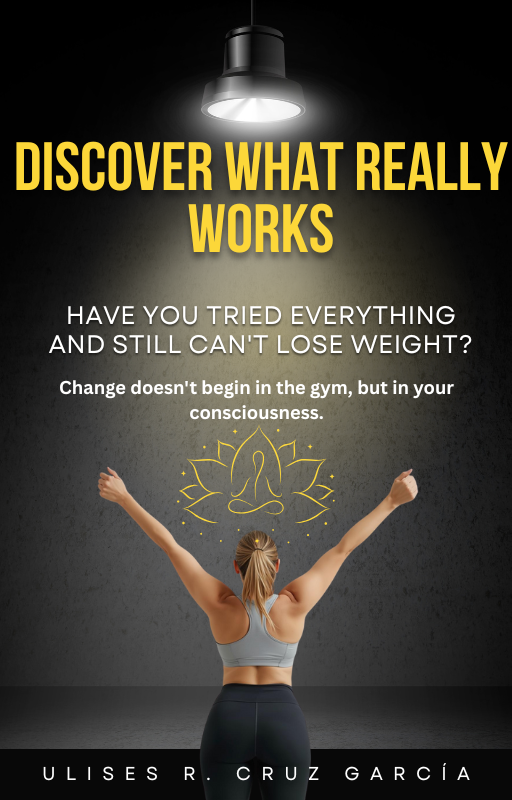 DISCOVER WHAT REALLY
WORKS
HAVE YOU TRIED EVERYTHING
AND STILL CAN'T LOSE WEIGHT?
Change doesn't begin in the gym, but in your
consciousness.
ULISES R. CRUZ GARCÍA